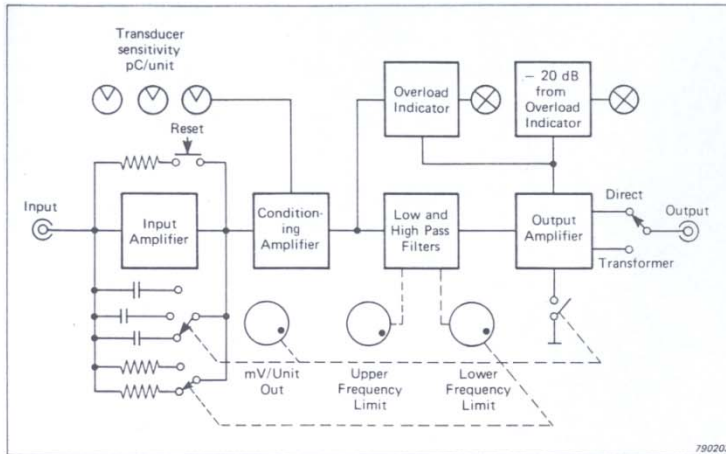 Transducer
sensitivity
pC/unit
Reset
Overload
Indicator
– 20 dB
from
Overload
Indicator
Input
Input
Amplifier
Condition-
ing
Amplifier
Low and
High Pass
Filters
Output
Amplifier
Direct
Output
Transformer
mV/Unit
Out
Upper
Frequency
Limit
Lower
Frequency
Limit